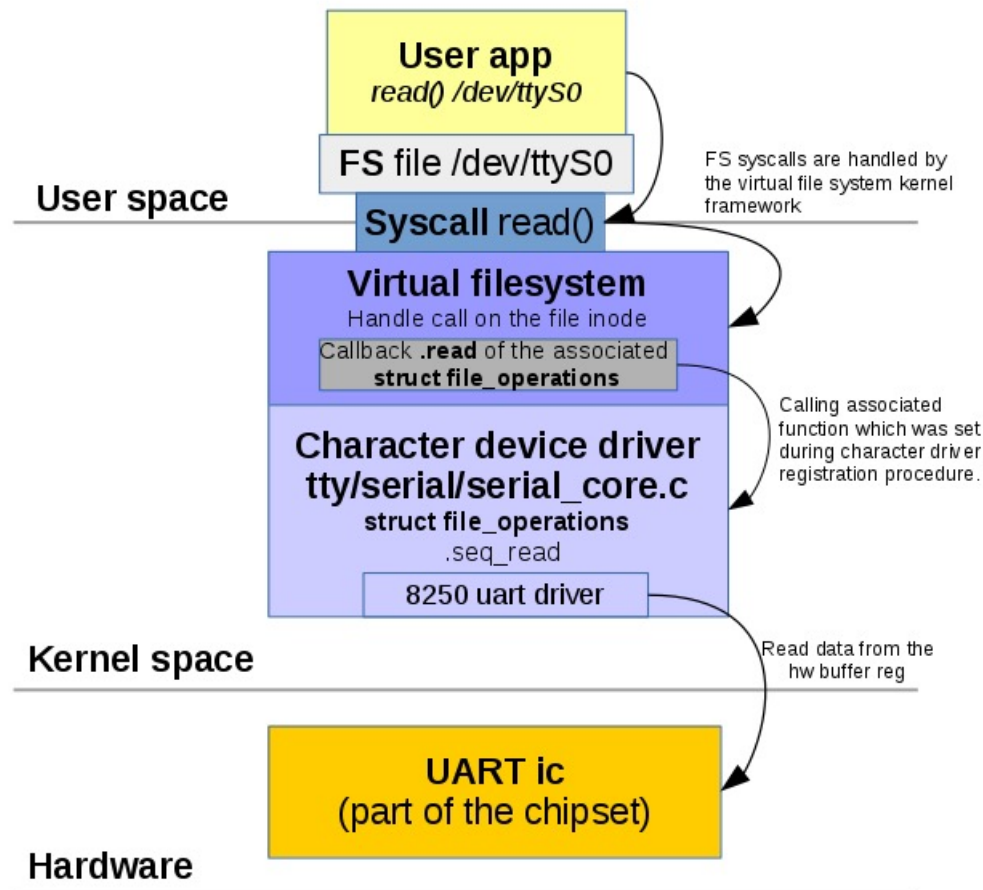 User app
read() /dev/ttyS0
FS file /dev/ttyS0
FS syscalls are handled by
the virtual file system kernel
framework
User space
Syscall read()
Virtual filesystem
Handle call on the file inode
Callback .read of the associated
struct file_operations
Calling associated
function which was set
during character driver
registration procedure.
Character device driver
tty/serial/serial_core.c
struct file_operations
.seq_read
8250 uart driver
Kernel space
Read data from the
hw buffer reg
UART ic
(part of the chipset)
Hardware